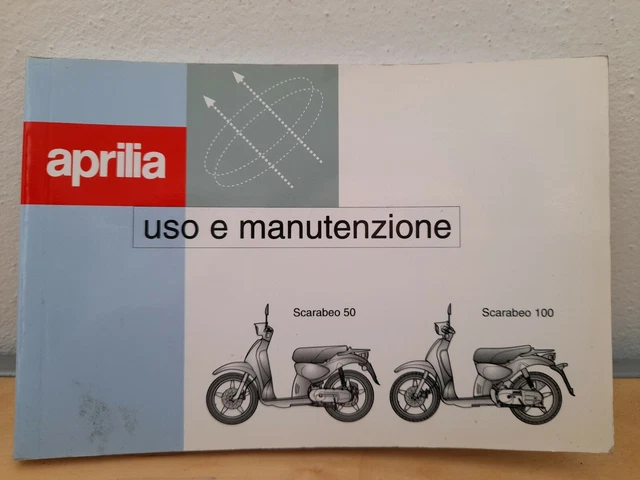 aprilia
uso e manutenzione
Scarabeo 50
Scarabeo 100